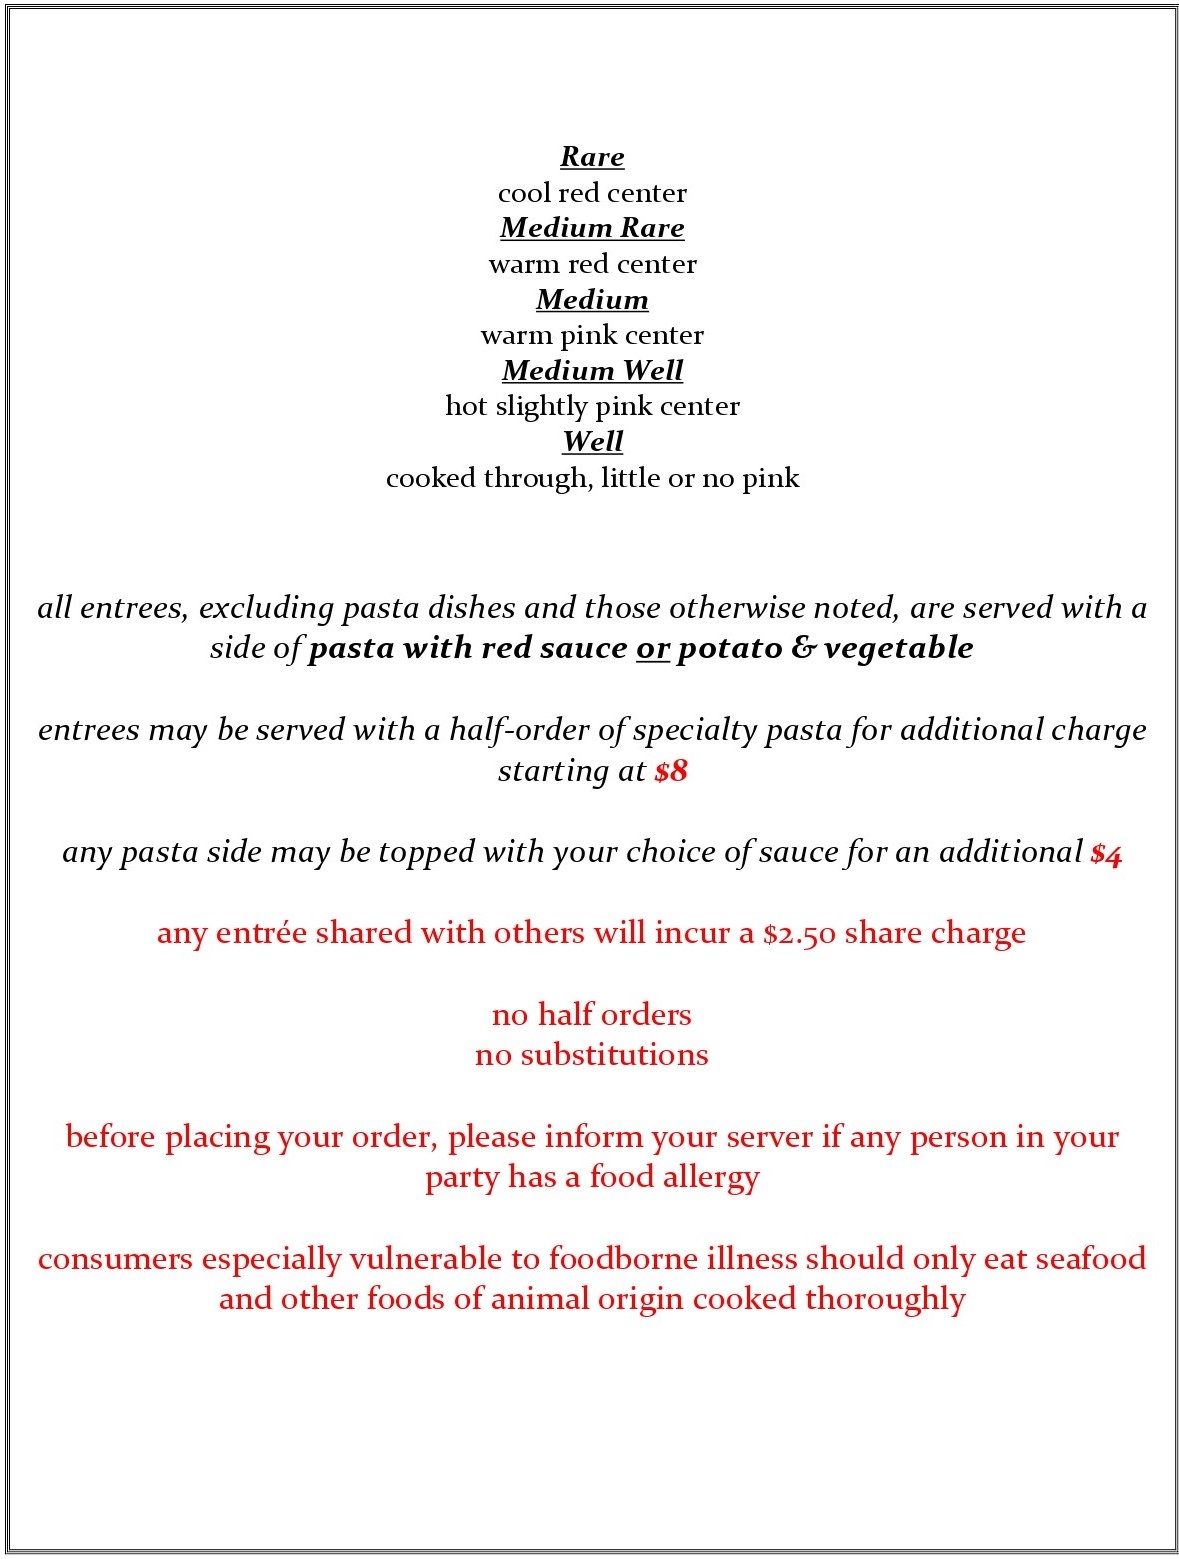 Rare
cool red center
Medium Rare
warm red center
Medium
warm pink center
Medium Well
hot slightly pink center
Well
cooked through, little or no pink
all entrees, excluding pasta dishes and those otherwise noted, are served with a
side of pasta with red sauce or potato & vegetable
entrees may be served with a half-order of specialty pasta for additional charge
starting at $8
any pasta side may be topped with your choice of sauce for an additional $4
any entrée shared with others will incur a $2.50 share charge
no half orders
no substitutions
before placing your order, please inform your server if any person in your
party has a food allergy
consumers especially vulnerable to foodborne illness should only eat seafood
and other foods of animal origin cooked thoroughly